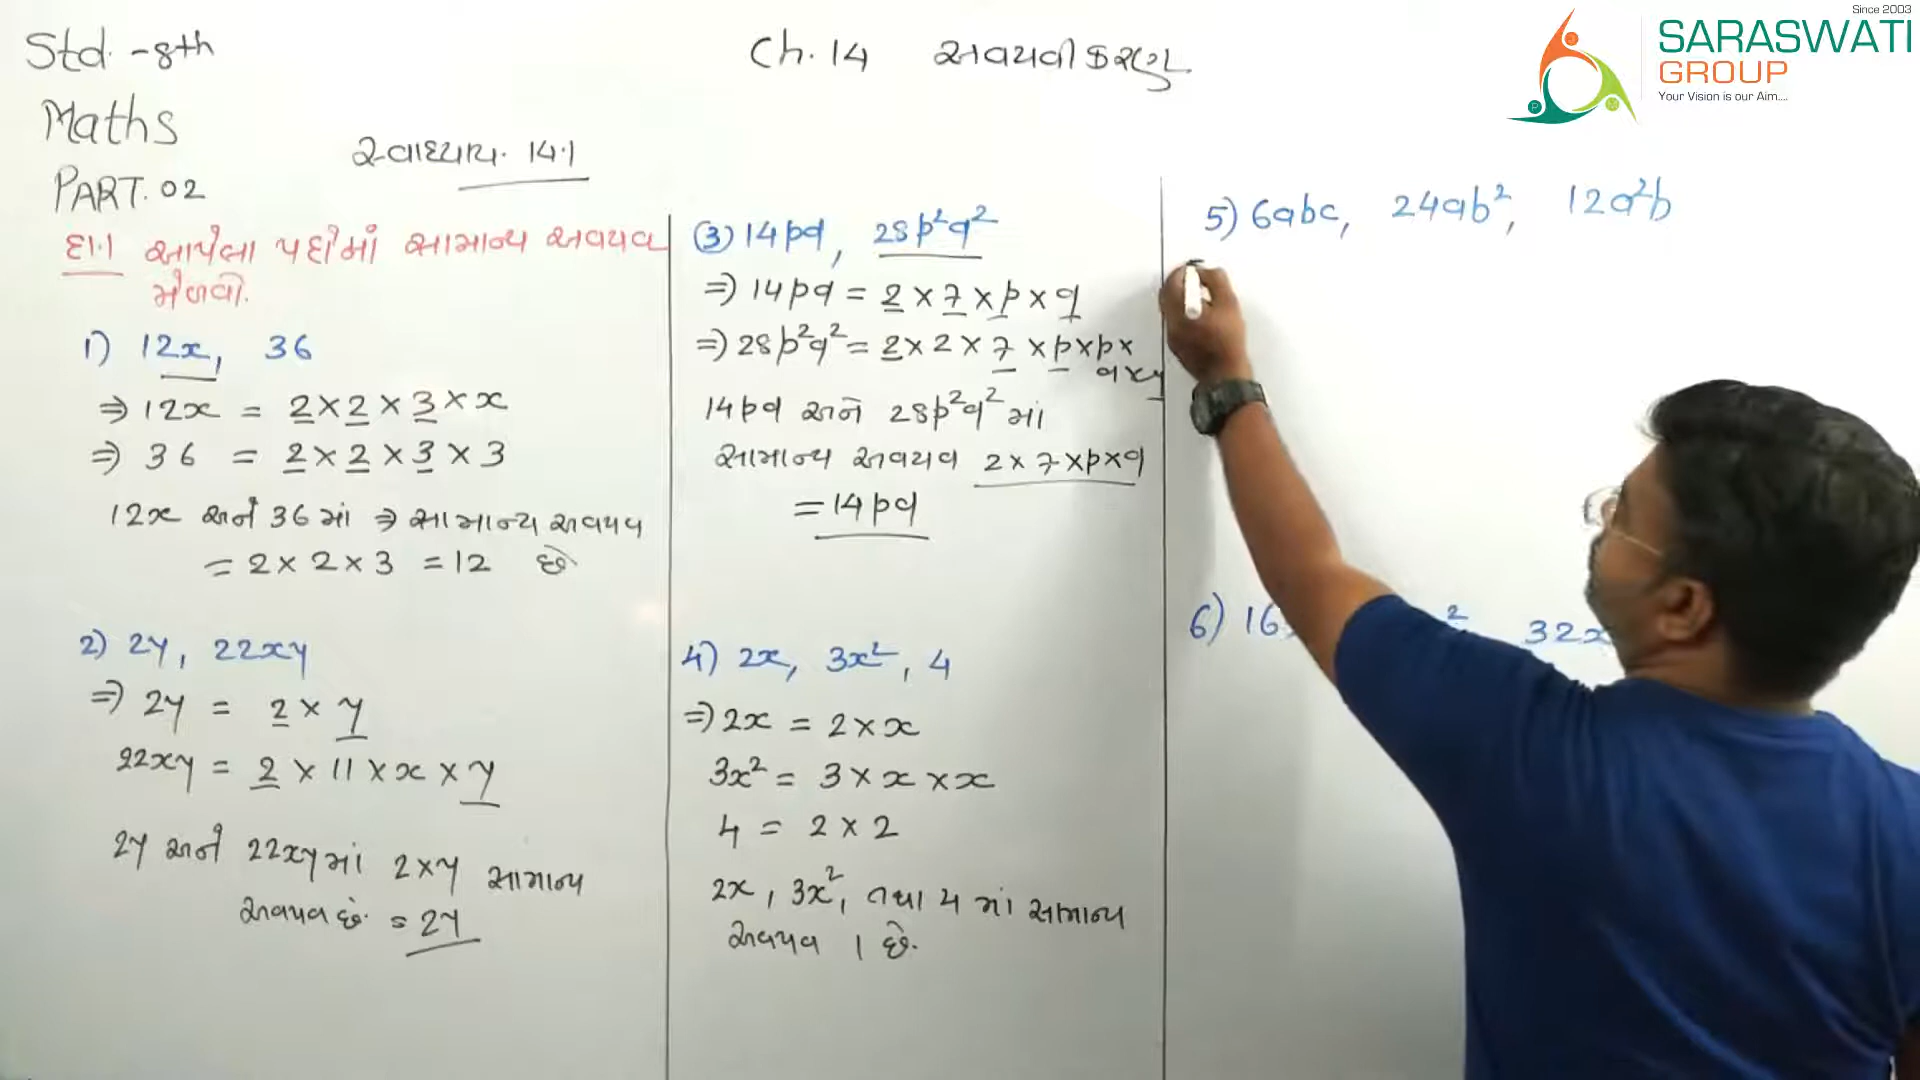 Std. - 8th
Maths
PART. 02
Ch. 14 અવયવીકરણ
Since 2003
SARASWATI
GROUP
Your Vision is our Aim....
સ્વાધ્યાય. 14.1
દા.1 આપેલા પદોમાં સામાન્ય અવયવ
મેળવો.
1) 12x, 36
⇒ 12x = 2 × 2 × 3 × x
⇒ 36 = 2 × 2 × 3 × 3
12x અને 36 માં ⇒ સામાન્ય અવયવ
= 2 × 2 × 3 = 12 છે
2) 2y, 22xy
⇒ 2y = 2 × y
22xy = 2 × 11 × x × y
2y અને 22xyમાં 2×y સામાન્ય
અવયવ છે. = 2y
(3) 14pq, 28p²q²
⇒ 14pq = 2 × 7 × p × q
⇒ 28p²q² = 2 × 2 × 7 × p × p ×
q × q
14pq અને 28p²q² માં
સામાન્ય અવયવ 2 × 7 × p × q
= 14pq
4) 2x, 3x², 4
⇒ 2x = 2 × x
3x² = 3 × x × x
4 = 2 × 2
2x, 3x², તથા 4 માં સામાન્ય
અવયવ 1 છે.
5) 6abc, 24ab², 12a²b
6) 16 ² 32x